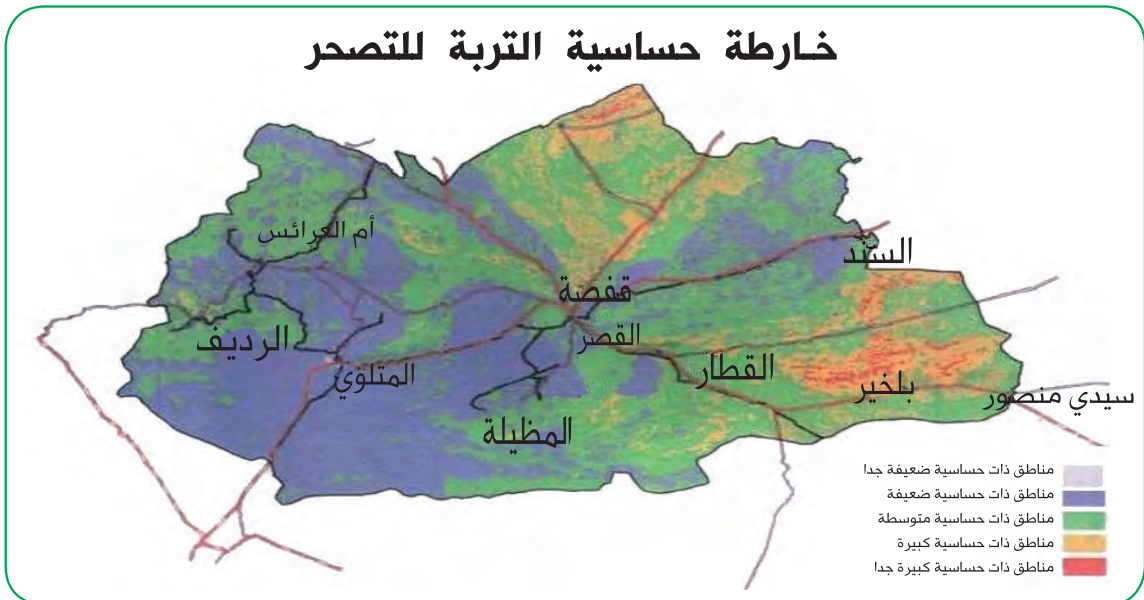 خارطة حساسية التربة للتصحر
أم العرائس
السند
قفصة
القصر
الرديف
القطار
المتلوي
بلخير
سيدي منصور
المظيلة
مناطق ذات حساسية ضعيفة جدا
مناطق ذات حساسية ضعيفة
مناطق ذات حساسية متوسطة
مناطق ذات حساسية كبيرة
مناطق ذات حساسية كبيرة جدا